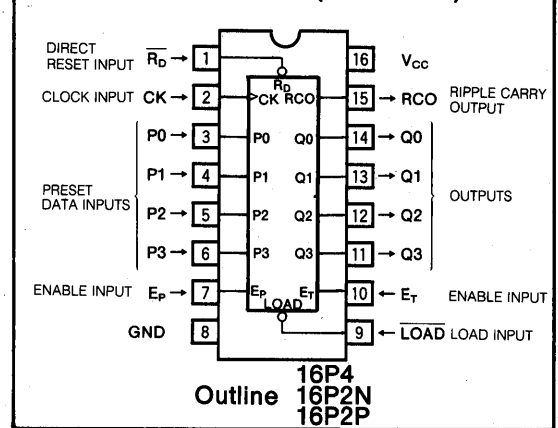 DIRECT RESET INPUT R̅D̅ → 1 16 VCC
CLOCK INPUT CK → 2 CK RD RCO 15 → RCO RIPPLE CARRY OUTPUT
P0 → 3 P0 Q0 14 → Q0
P1 → 4 P1 Q1 13 → Q1
PRESET DATA INPUTS OUTPUTS
P2 → 5 P2 Q2 12 → Q2
P3 → 6 P3 Q3 11 → Q3
ENABLE INPUT EP → 7 EP ET 10 ← ET ENABLE INPUT
LOAD
GND 8 9 ← L̅O̅A̅D̅ LOAD INPUT
16P4
Outline 16P2N
16P2P